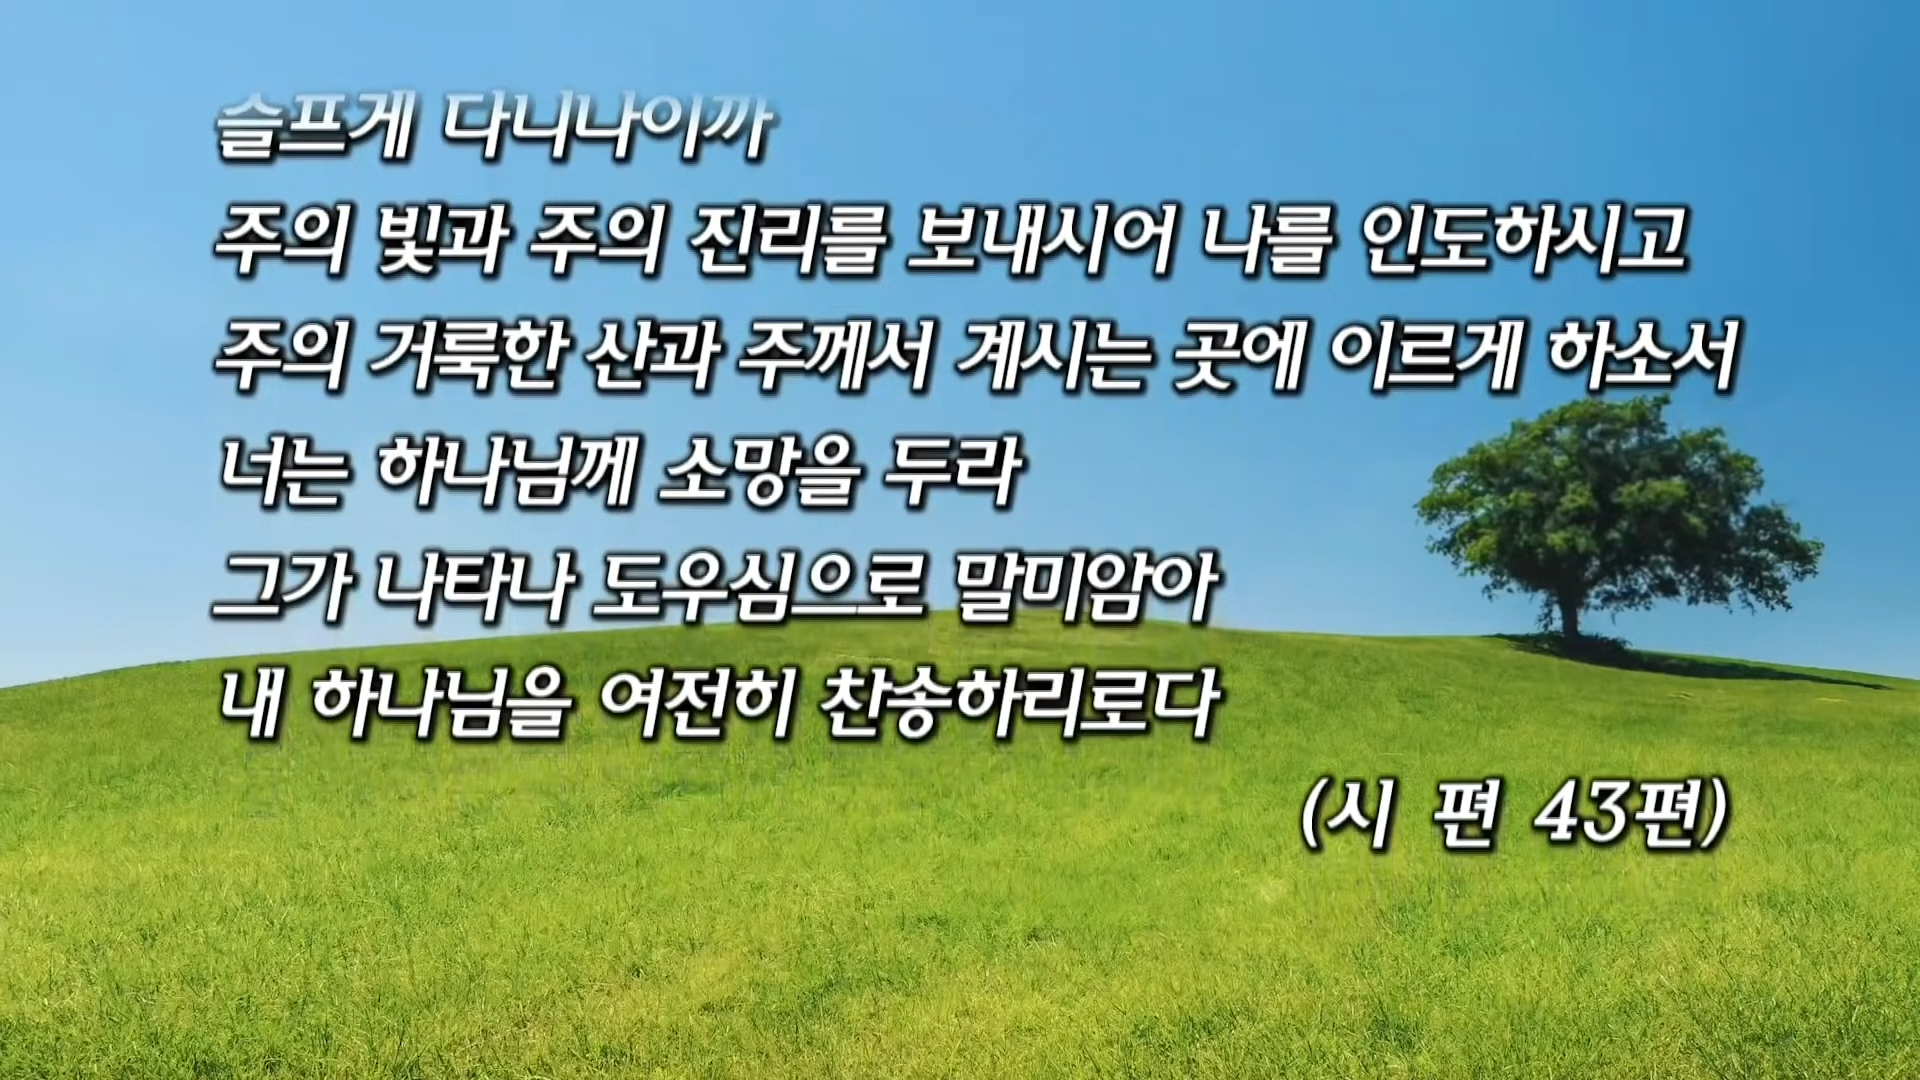 슬프게 다니나이까
주의 빛과 주의 진리를 보내시어 나를 인도하시고
주의 거룩한 산과 주께서 계시는 곳에 이르게 하소서
너는 하나님께 소망을 두라
그가 나타나 도우심으로 말미암아
내 하나님을 여전히 찬송하리로다
(시 편 43편)